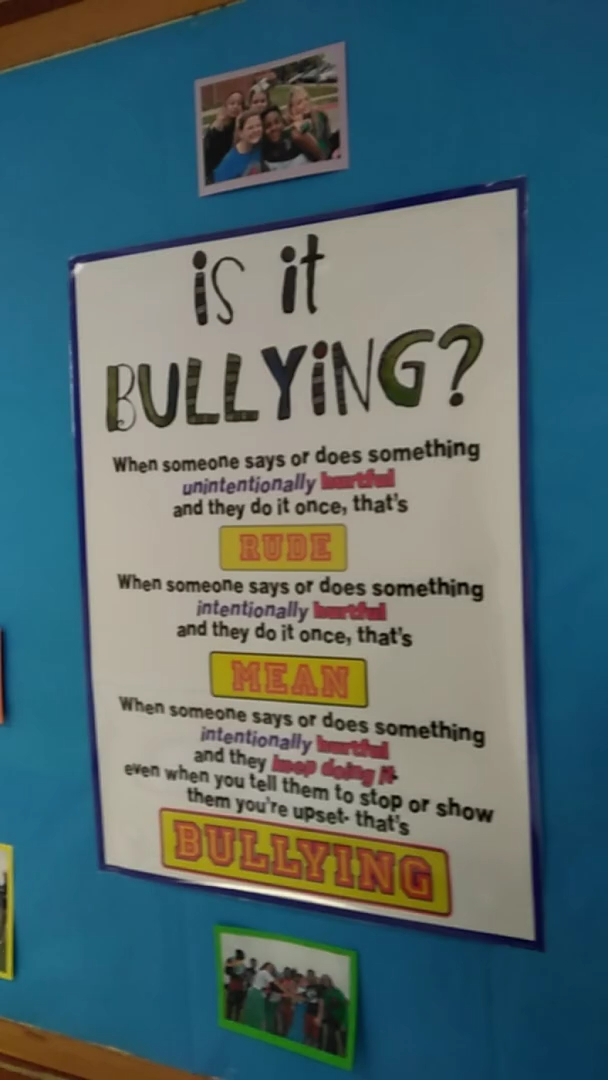 is it
BULLYiNG?
When someone says or does something
unintentionally hurtful
and they do it once, that's
RUDE
When someone says or does something
intentionally hurtful
and they do it once, that's
MEAN
When someone says or does something
intentionally hurtful
and they keep doing it-
even when you tell them to stop or show
them you're upset- that's
BULLYING